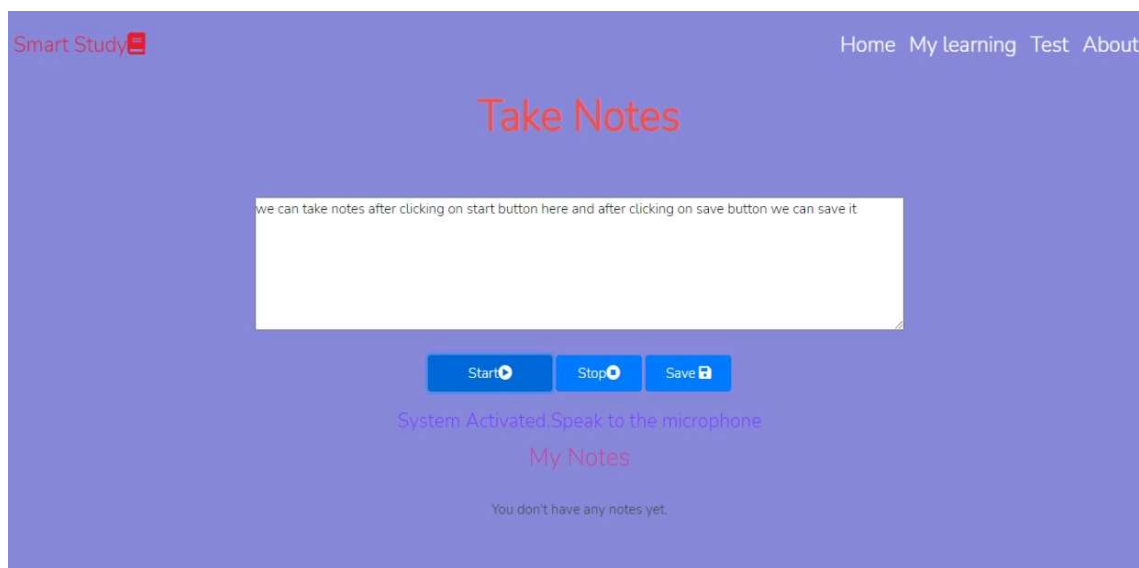 Smart Study
Home My learning Test About
Take Notes
we can take notes after clicking on start button here and after clicking on save button we can save it
Start Stop Save
System Activated.Speak to the microphone
My Notes
You don't have any notes yet.